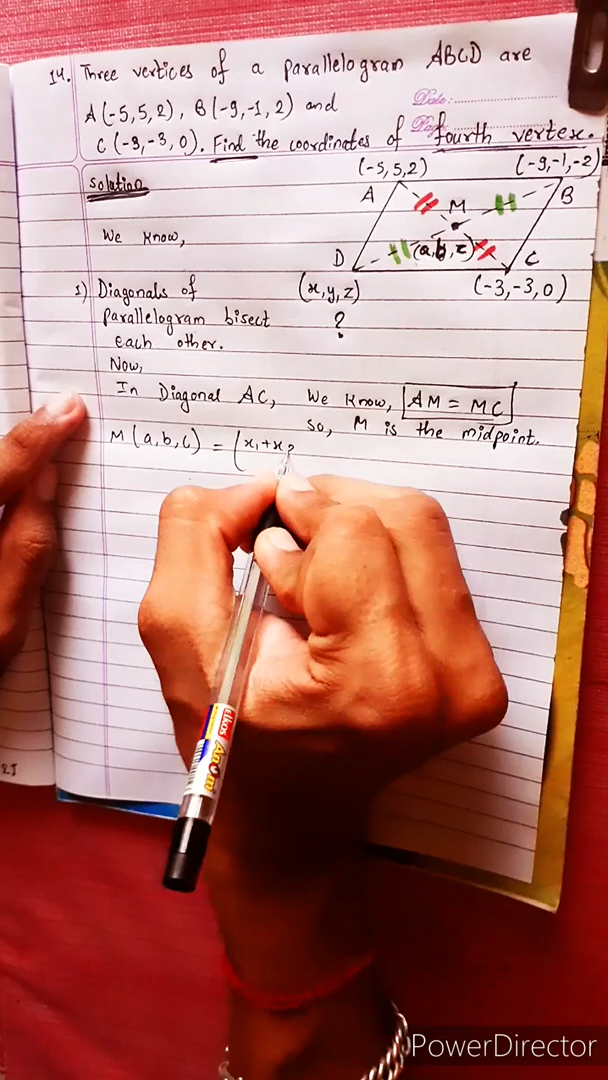 14. Three vertices of a parallelogram ABCD are
Date:
A(-5,5,2), B(-9,-1,2) and
Page:
C(-9,-3,0). Find the coordinates of fourth vertex.
solution
(-5,5,2) (-9,-1,-2)
A M B
We know,
D (a,b,c) C
1) Diagonals of (x,y,z) (-3,-3,0)
parallelogram bisect ?
each other.
Now,
In Diagonal AC, We know, AM = MC
so, M is the midpoint.
M(a,b,c) = (x₁+x₂
Elkos Anom
PowerDirector